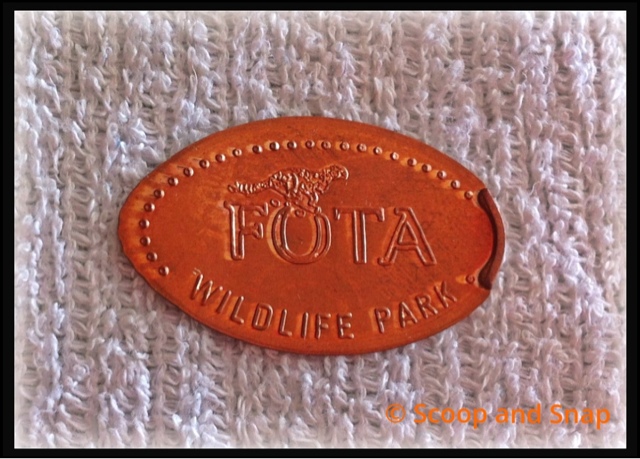 FOTA
WILDLIFE PARK
© Scoop and Snap